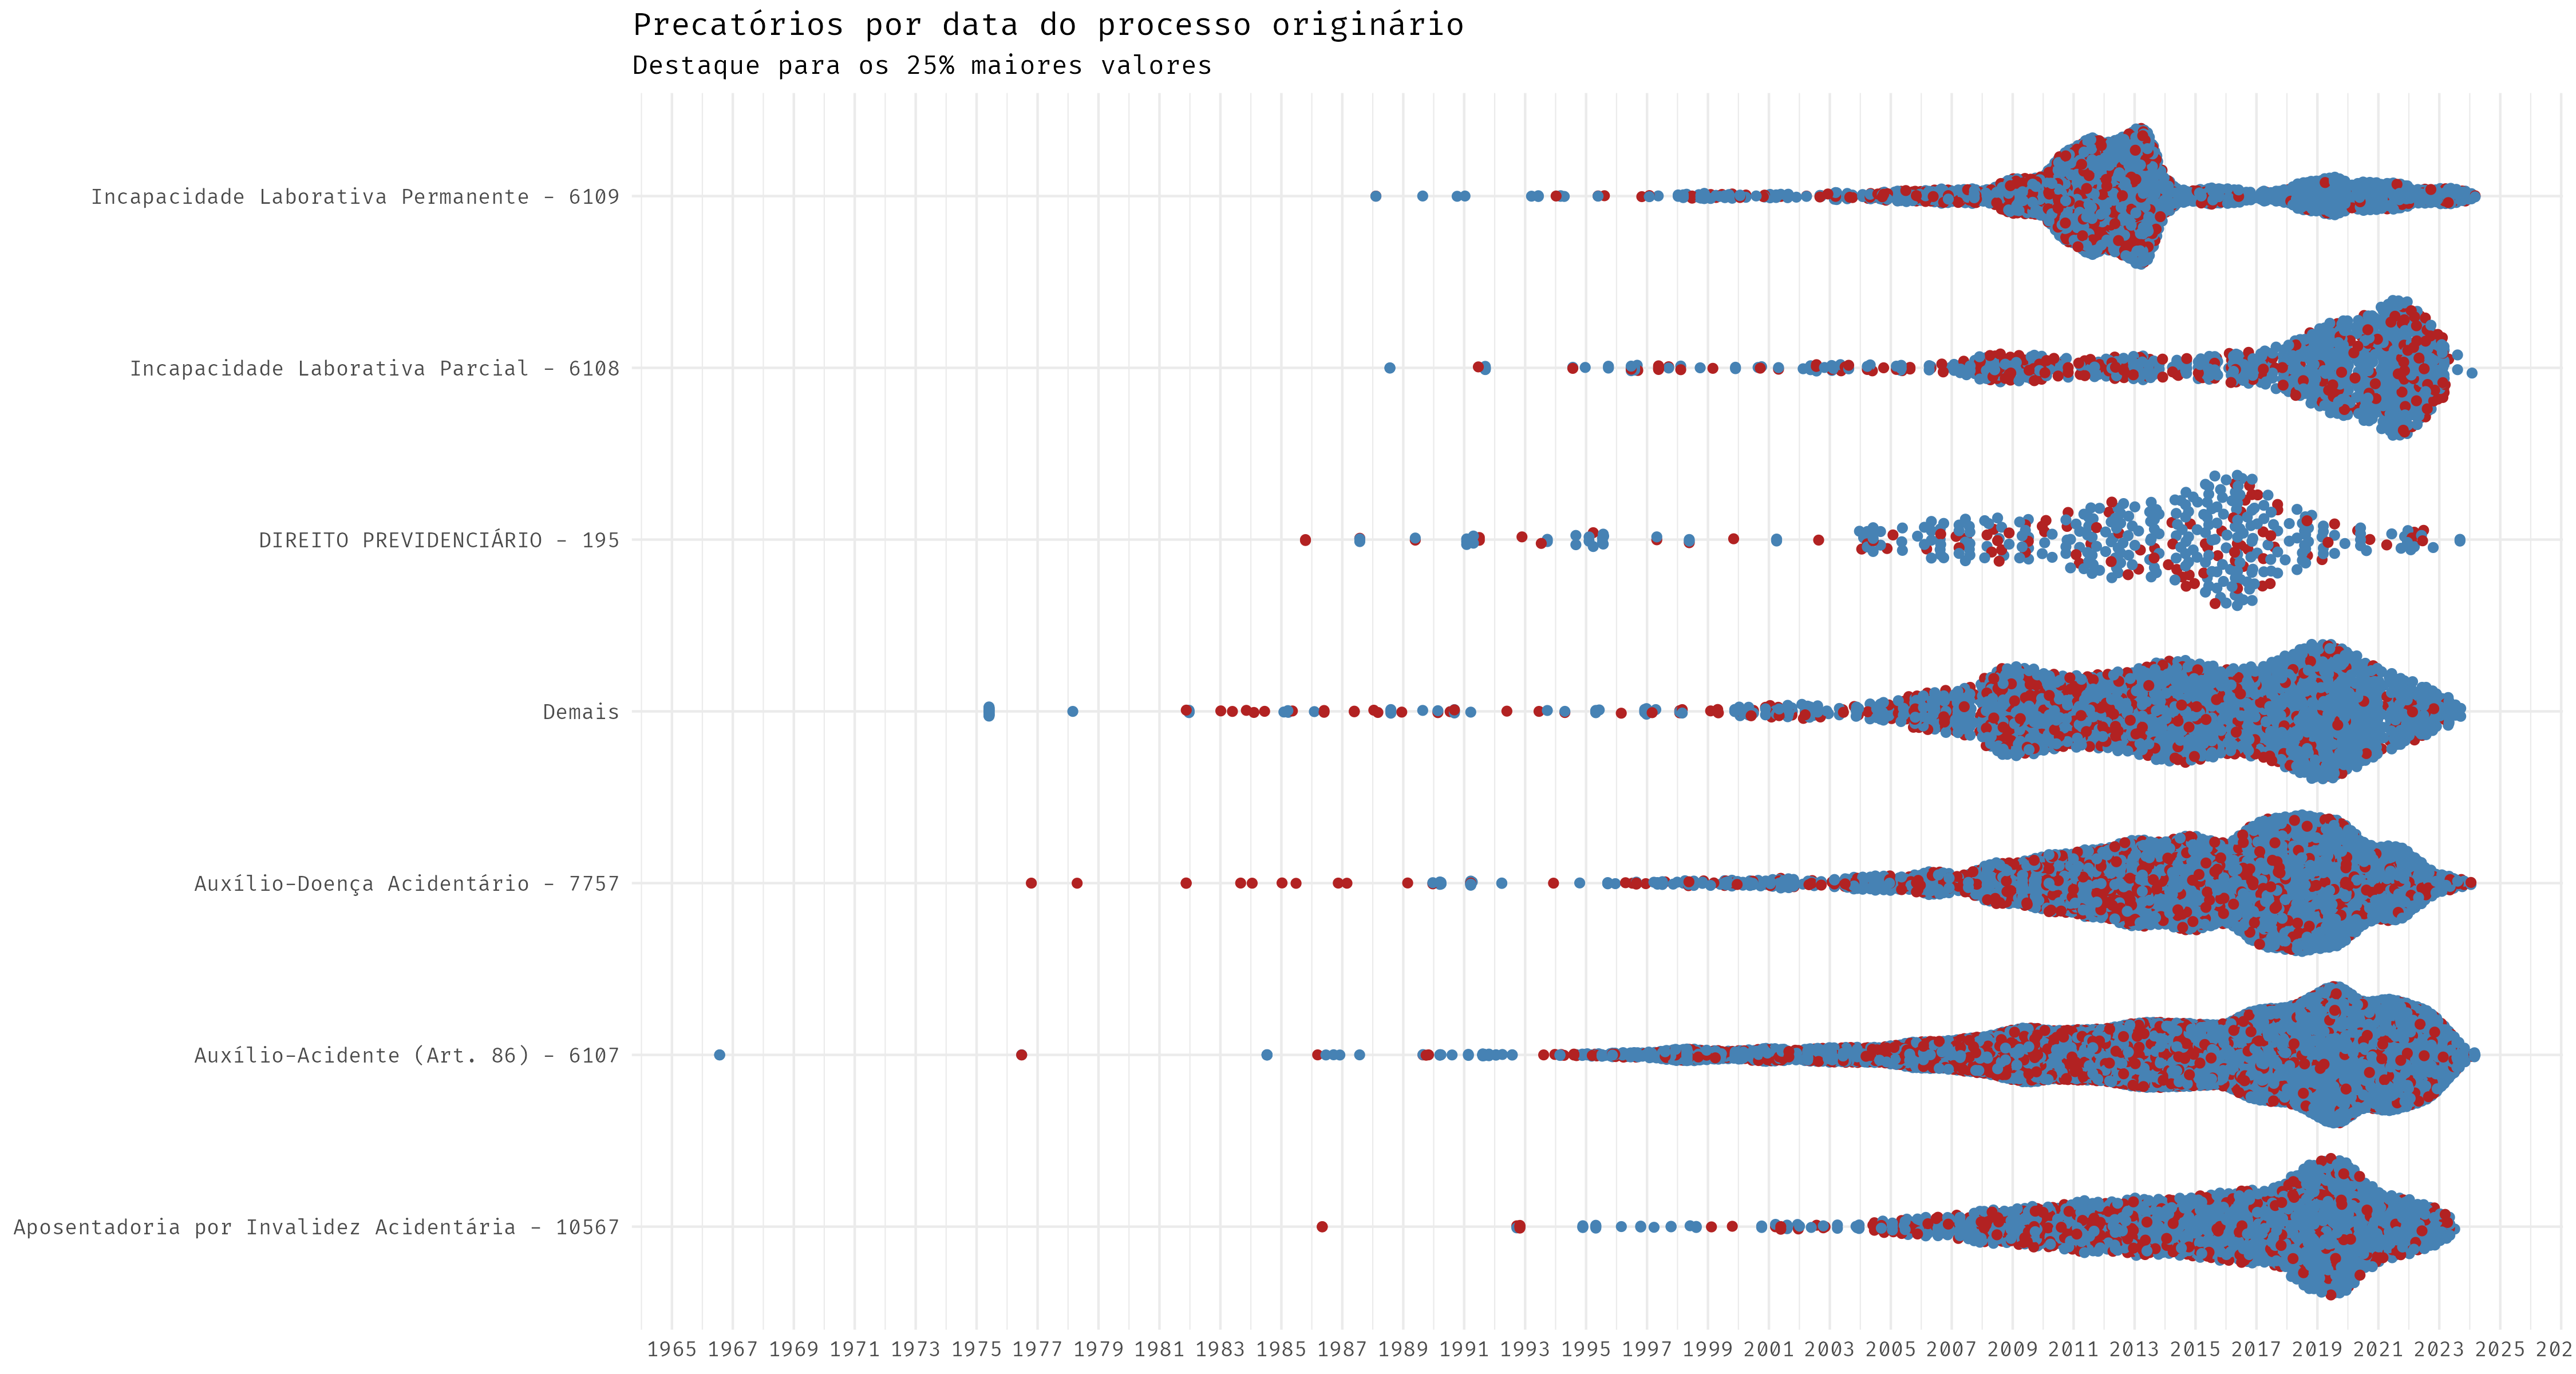 Precatórios por data do processo originário
Destaque para os 25% maiores valores
Incapacidade Laborativa Permanente - 6109
Incapacidade Laborativa Parcial - 6108
DIREITO PREVIDENCIÁRIO - 195
Demais
Auxílio-Doença Acidentário - 7757
Auxílio-Acidente (Art. 86) - 6107
Aposentadoria por Invalidez Acidentária - 10567
1965 1967 1969 1971 1973 1975 1977 1979 1981 1983 1985 1987 1989 1991 1993 1995 1997 1999 2001 2003 2005 2007 2009 2011 2013 2015 2017 2019 2021 2023 2025 202